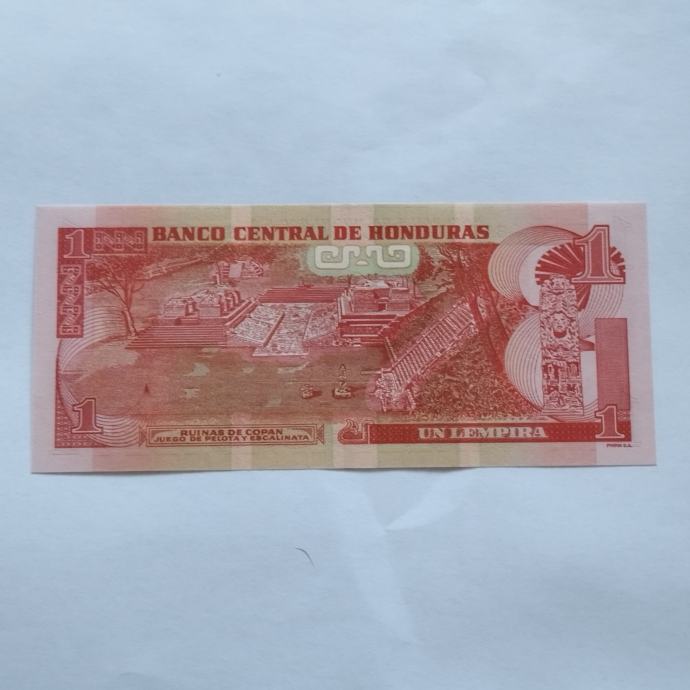 1 BANCO CENTRAL DE HONDURAS 1
RUINAS DE COPAN
JUEGO DE PELOTA Y ESCALINATA
1 UN LEMPIRA 1